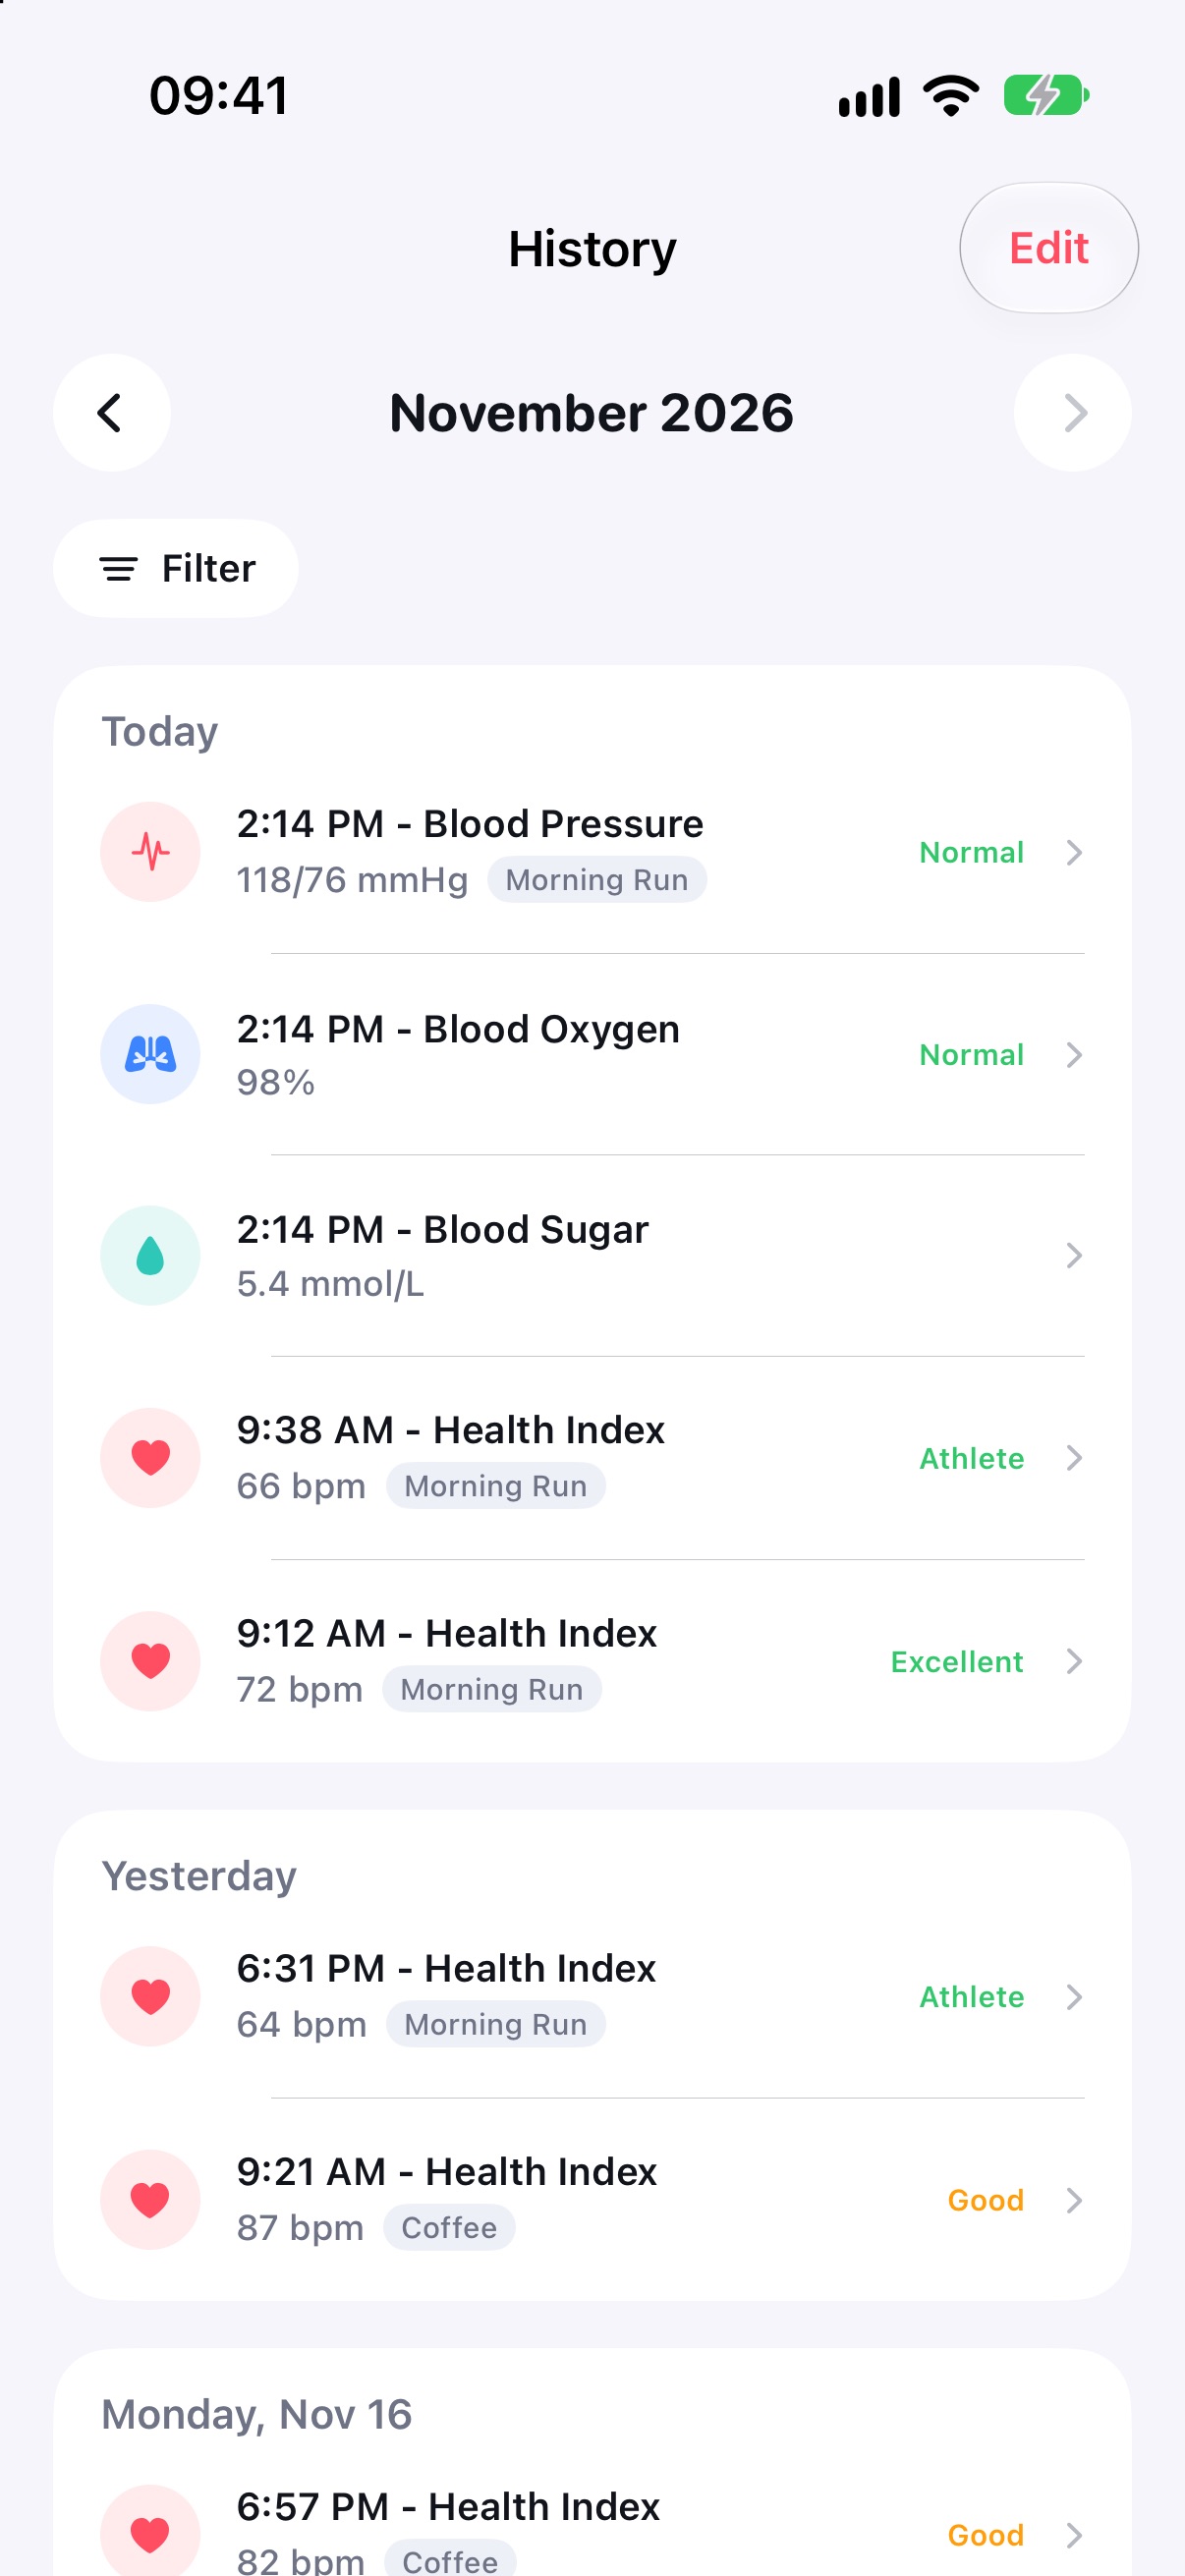 09:41
History
Edit
November 2026
Filter
Today
2:14 PM - Blood Pressure
118/76 mmHg Morning Run
Normal
2:14 PM - Blood Oxygen
98%
Normal
2:14 PM - Blood Sugar
5.4 mmol/L
9:38 AM - Health Index
66 bpm Morning Run
Athlete
9:12 AM - Health Index
72 bpm Morning Run
Excellent
Yesterday
6:31 PM - Health Index
64 bpm Morning Run
Athlete
9:21 AM - Health Index
87 bpm Coffee
Good
Monday, Nov 16
6:57 PM - Health Index
82 bpm Coffee
Good